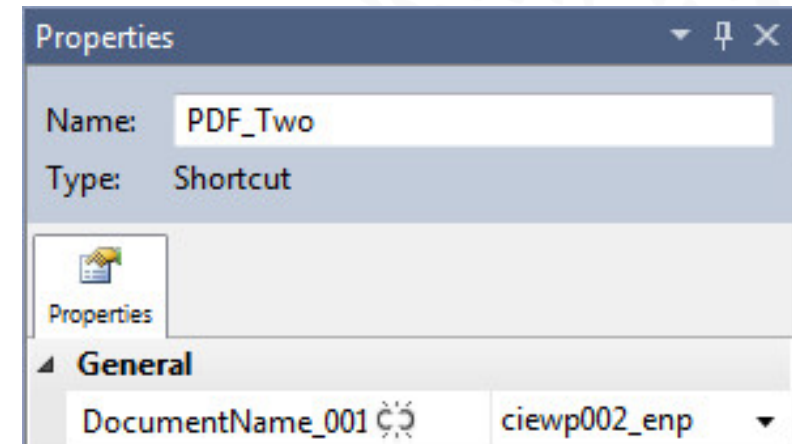 Properties
Name: PDF_Two
Type: Shortcut
Properties
General
DocumentName_001 ciewp002_enp